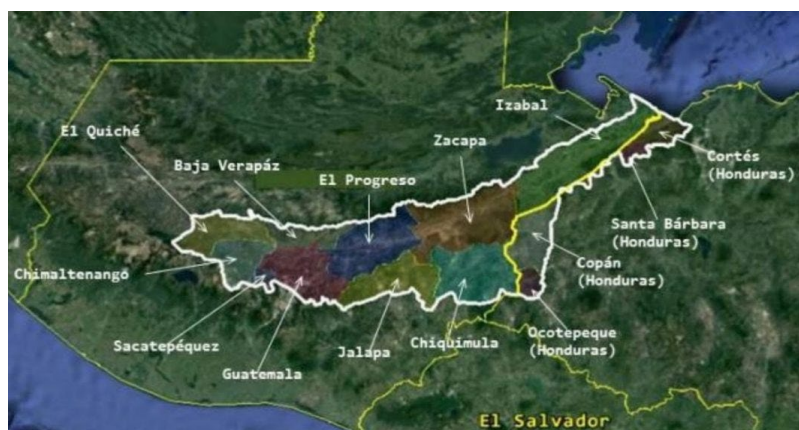 Izabal
El Quiché
Zacapa
Baja Verapáz
Cortés
(Honduras)
El Progreso
Santa Bárbara
(Honduras)
Copán
(Honduras)
Chimaltenango
Sacatepéquez
Guatemala
Jalapa
Chiquimula
Ocotepeque
(Honduras)
El Salvador